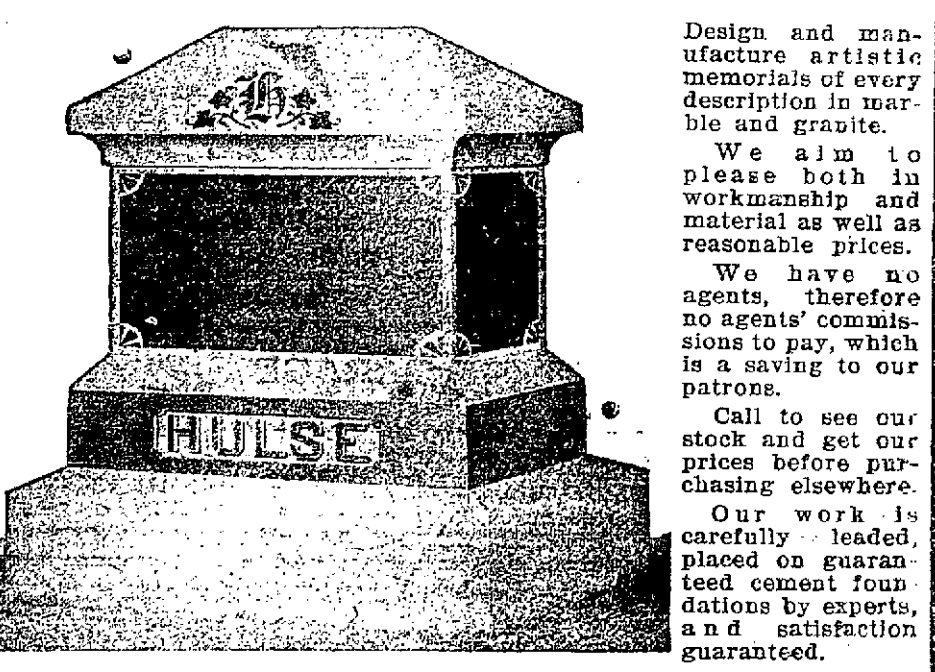 H
HULSE
Design and man-
ufacture artistic
memorials of every
description in mar-
ble and granite.
We aim to
please both in
workmanship and
material as well as
reasonable prices.
We have no
agents, therefore
no agents' commis-
sions to pay, which
is a saving to our
patrons.
Call to see our
stock and get our
prices before pur-
chasing elsewhere.
Our work is
carefully leaded,
placed on guaran-
teed cement foun-
dations by experts,
and satisfaction
guaranteed.